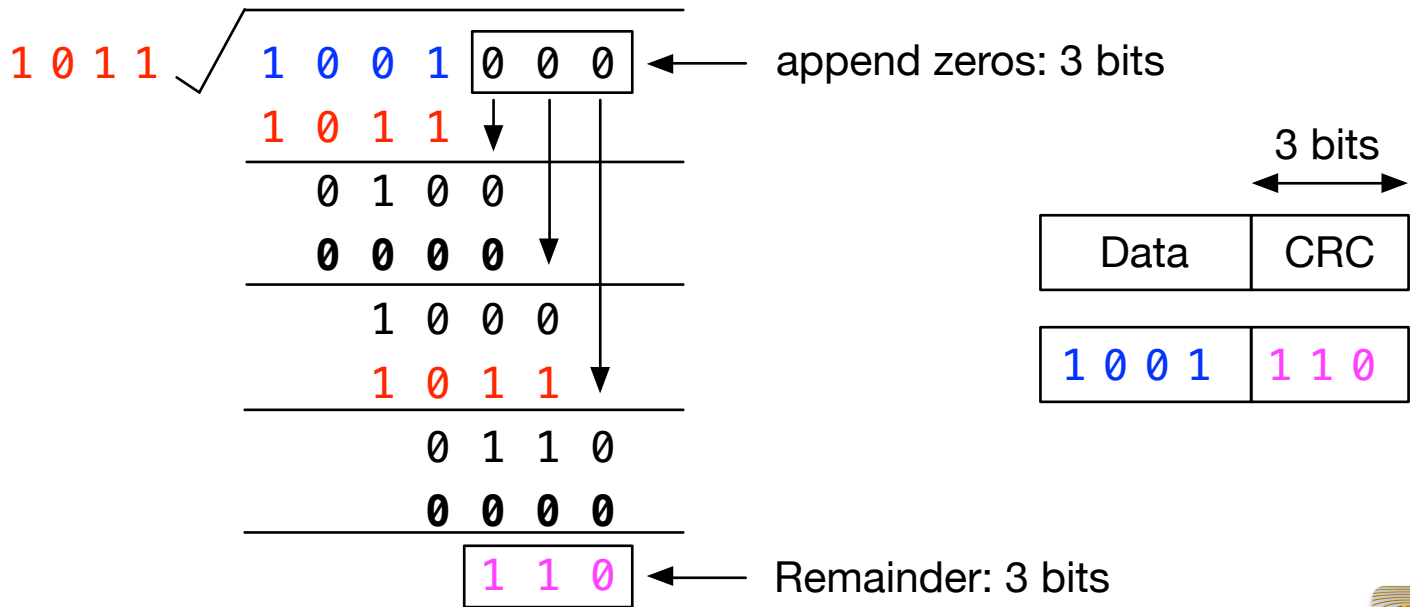 1 0 1 1 1 0 0 1 0 0 0 append zeros: 3 bits
1 0 1 1
3 bits
0 1 0 0
0 0 0 0
Data CRC
1 0 0 0
1 0 1 1
1 0 0 1 1 1 0
0 1 1 0
0 0 0 0
1 1 0 Remainder: 3 bits